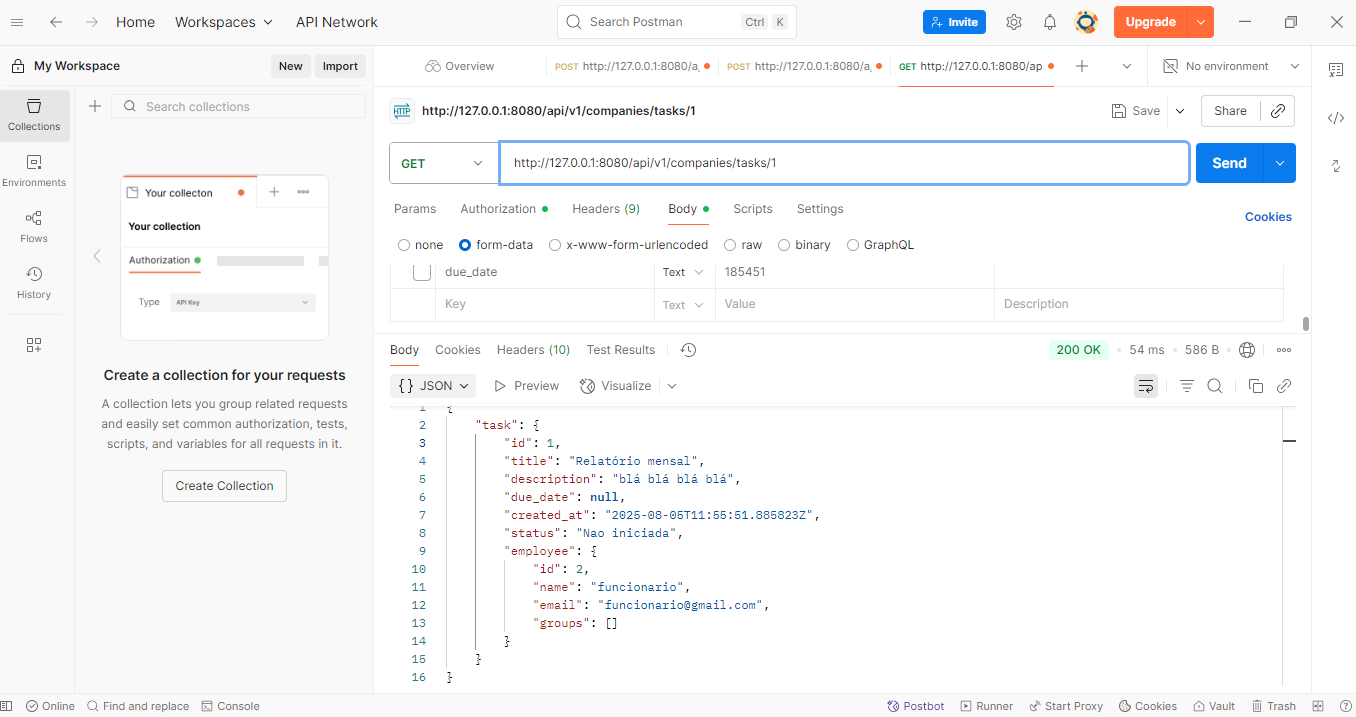 Home Workspaces API Network Search Postman Ctrl K Invite Upgrade
My Workspace New Import Overview POST http://127.0.0.1:8080/a POST http://127.0.0.1:8080/a GET http://127.0.0.1:8080/ap No environment
Collections
Environments
Flows
History
Search collections
Your collecton
Your collection
Authorization
Type API Key
Create a collection for your requests
A collection lets you group related requests
and easily set common authorization, tests,
scripts, and variables for all requests in it.
Create Collection
HTTP http://127.0.0.1:8080/api/v1/companies/tasks/1 Save Share
GET http://127.0.0.1:8080/api/v1/companies/tasks/1 Send
Params Authorization Headers (9) Body Scripts Settings Cookies
none form-data x-www-form-urlencoded raw binary GraphQL
due_date Text 185451
Key Text Value Description
Body Cookies Headers (10) Test Results 200 OK 54 ms 586 B
{} JSON Preview Visualize
1 {
2 "task": {
3 "id": 1,
4 "title": "Relatório mensal",
5 "description": "blá blá blá blá",
6 "due_date": null,
7 "created_at": "2025-08-05T11:55:51.885823Z",
8 "status": "Nao iniciada",
9 "employee": {
10 "id": 2,
11 "name": "funcionario",
12 "email": "funcionario@gmail.com",
13 "groups": []
14 }
15 }
16 }
Online Find and replace Console Postbot Runner Start Proxy Cookies Vault Trash